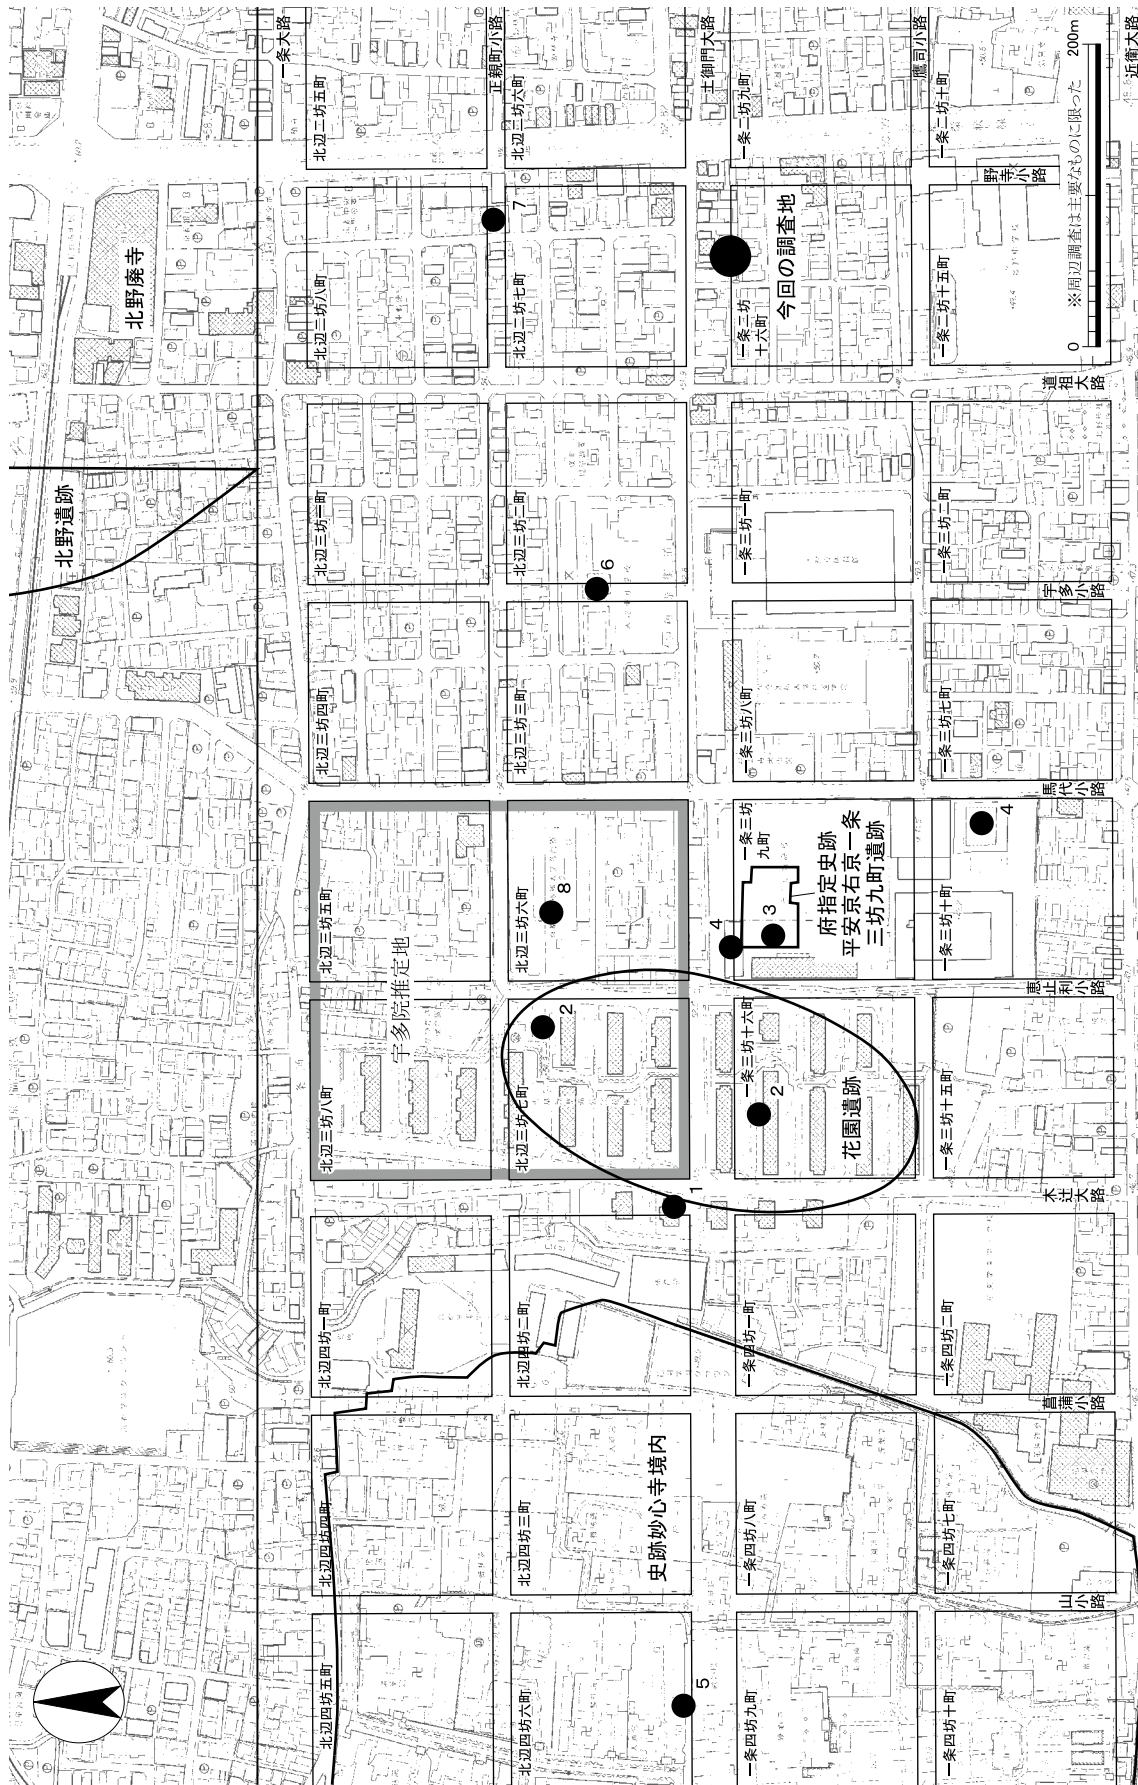 一条大路
正親町小路
土御門大路
鷹司小路
近衛大路
北辺二坊五町
北辺二坊六町
一条二坊九町
一条二坊十町
200m
0
※周辺調査は主要なものに限った
野寺小路
北野廃寺
北辺二坊八町
北辺二坊七町
7
今回の調査地
一条二坊
十六町
一条二坊十五町
道祖大路
北野遺跡
北辺三坊一町
北辺三坊二町
一条三坊一町
一条三坊二町
6
宇多小路
北辺三坊四町
北辺三坊三町
一条三坊八町
一条三坊七町
馬代小路
北辺三坊五町
北辺三坊六町
8
一条三坊
九町
4
3
府指定史跡
平安京右京一条
三坊九町遺跡
一条三坊十町
4
恵止利小路
宇多院推定地
北辺三坊八町
北辺三坊七町
2
一条三坊十六町
2
花園遺跡
一条三坊十五町
木辻大路
1
北辺四坊一町
北辺四坊二町
一条四坊一町
一条四坊二町
菖蒲小路
北辺四坊四町
北辺四坊三町
史跡妙心寺境内
一条四坊八町
一条四坊七町
山小路
北辺四坊五町
北辺四坊六町
5
一条四坊九町
一条四坊十町